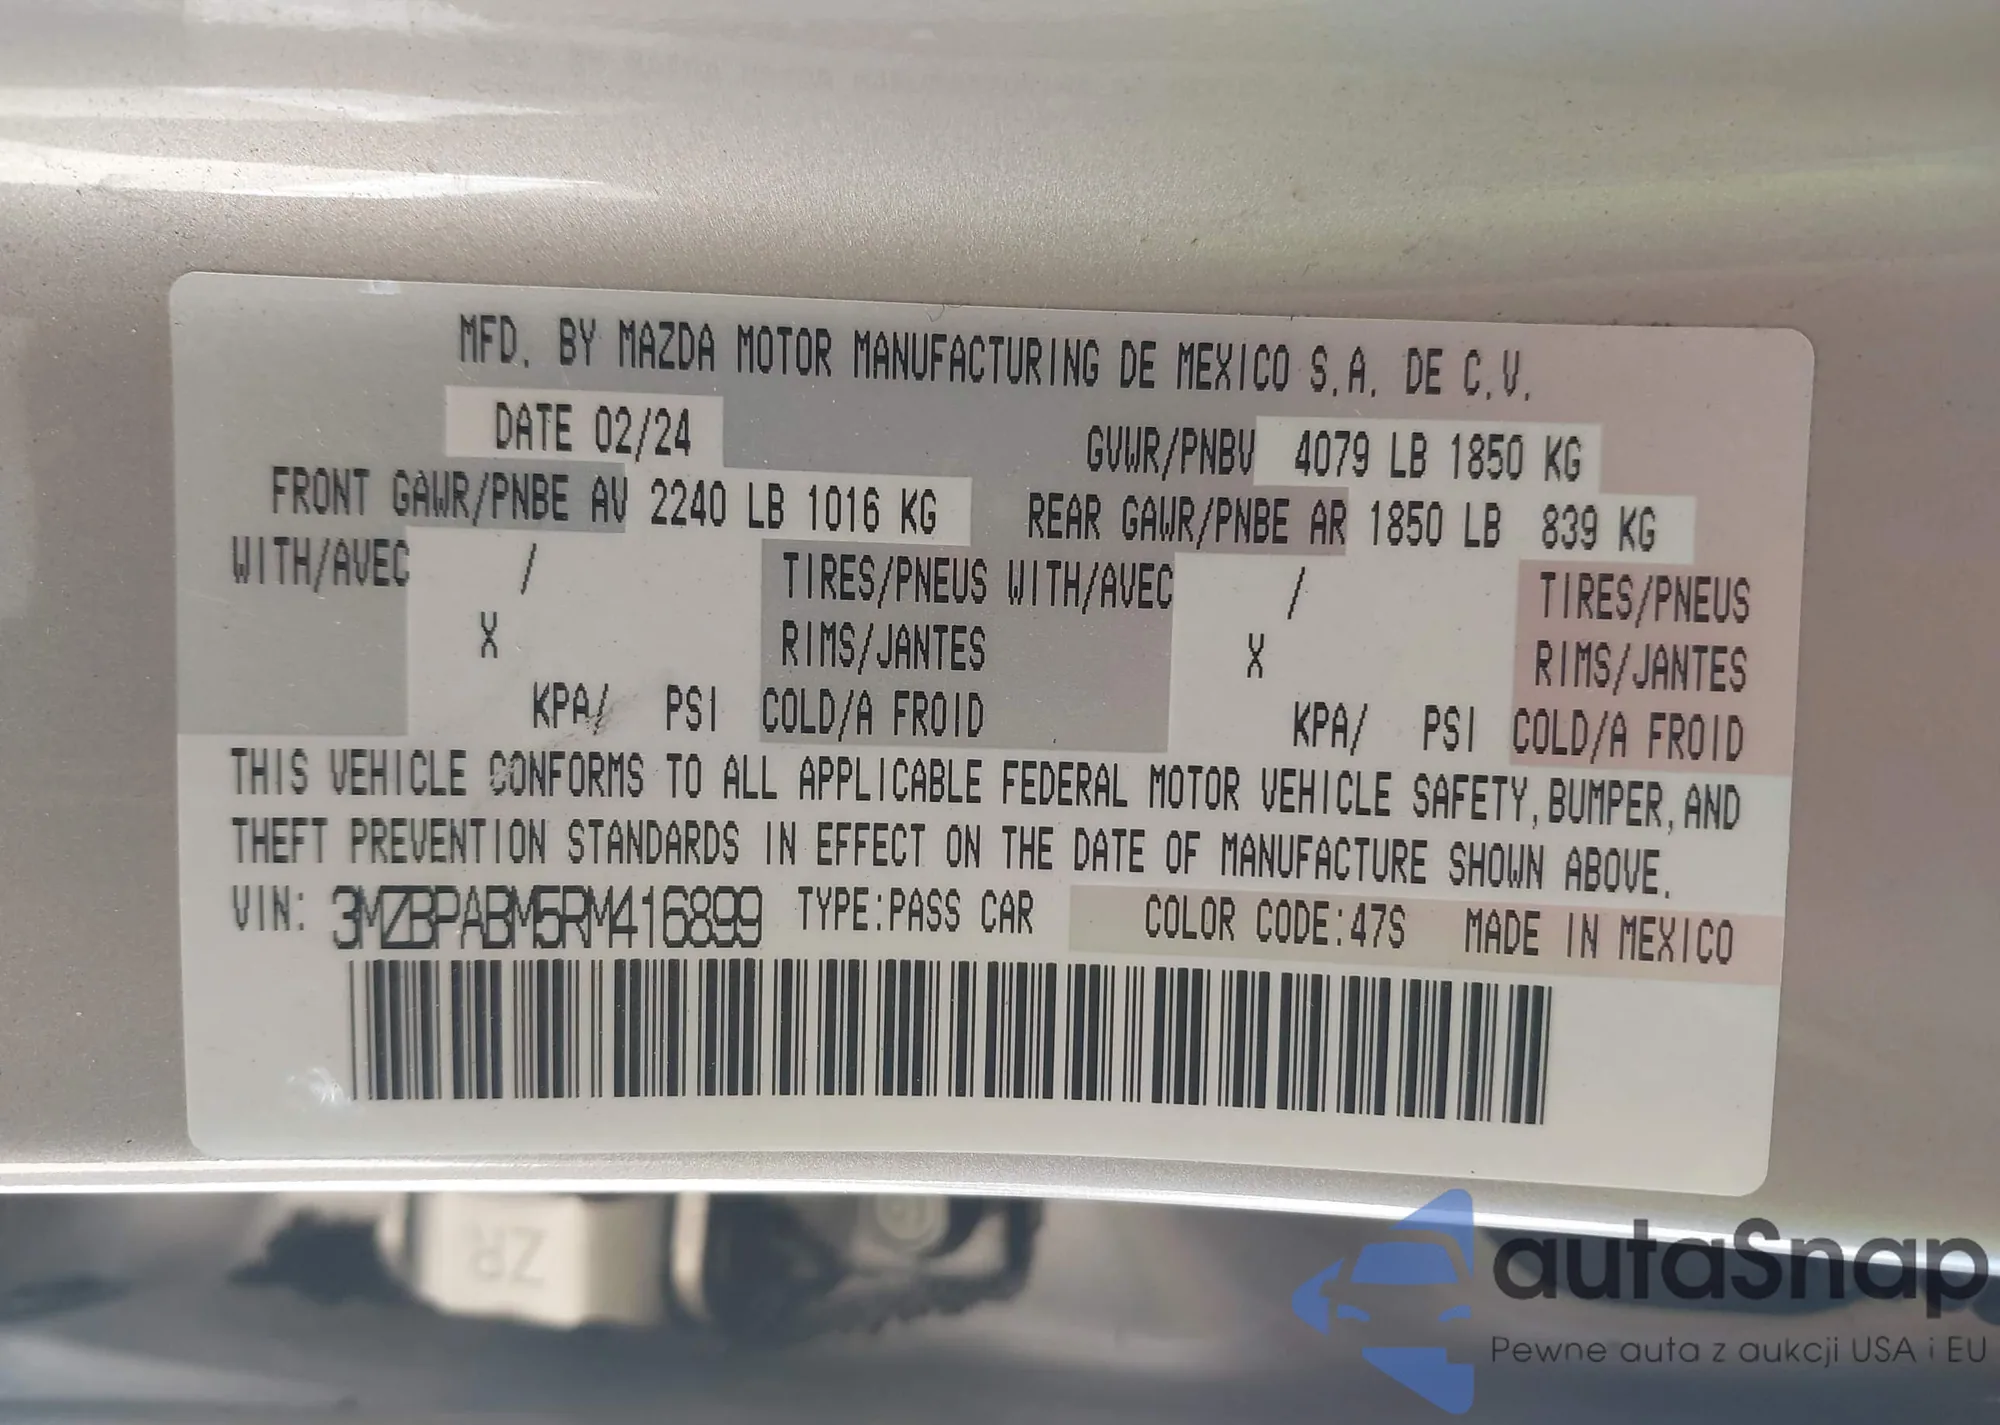 MFD. BY MAZDA MOTOR MANUFACTURING DE MEXICO S.A. DE C.V.
DATE 02/24 GVWR/PNBV 4079 LB 1850 KG
FRONT GAWR/PNBE AV 2240 LB 1016 KG REAR GAWR/PNBE AR 1850 LB 839 KG
WITH/AVEC / TIRES/PNEUS WITH/AVEC / TIRES/PNEUS
X RIMS/JANTES X RIMS/JANTES
KPA/ PSI COLD/A FROID KPA/ PSI COLD/A FROID
THIS VEHICLE CONFORMS TO ALL APPLICABLE FEDERAL MOTOR VEHICLE SAFETY, BUMPER, AND
THEFT PREVENTION STANDARDS IN EFFECT ON THE DATE OF MANUFACTURE SHOWN ABOVE.
VIN: 3MZBPABM5RM416899 TYPE:PASS CAR COLOR CODE:47S MADE IN MEXICO
ZR
autaSnap
Pewne auta z aukcji USA i EU